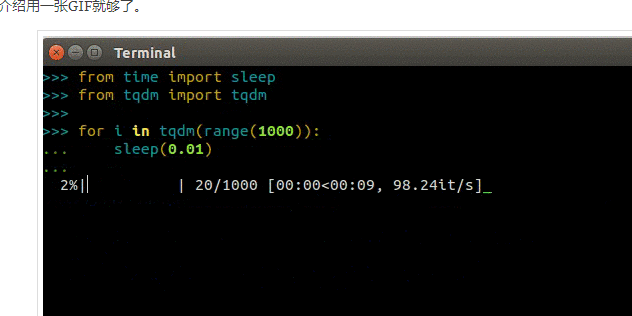 介绍用一张GIF就够了。
Terminal
>>> from time import sleep
>>> from tqdm import tqdm
>>>
>>> for i in tqdm(range(1000)):
...     sleep(0.01)
...
  2%|          | 20/1000 [00:00<00:09, 98.24it/s]_